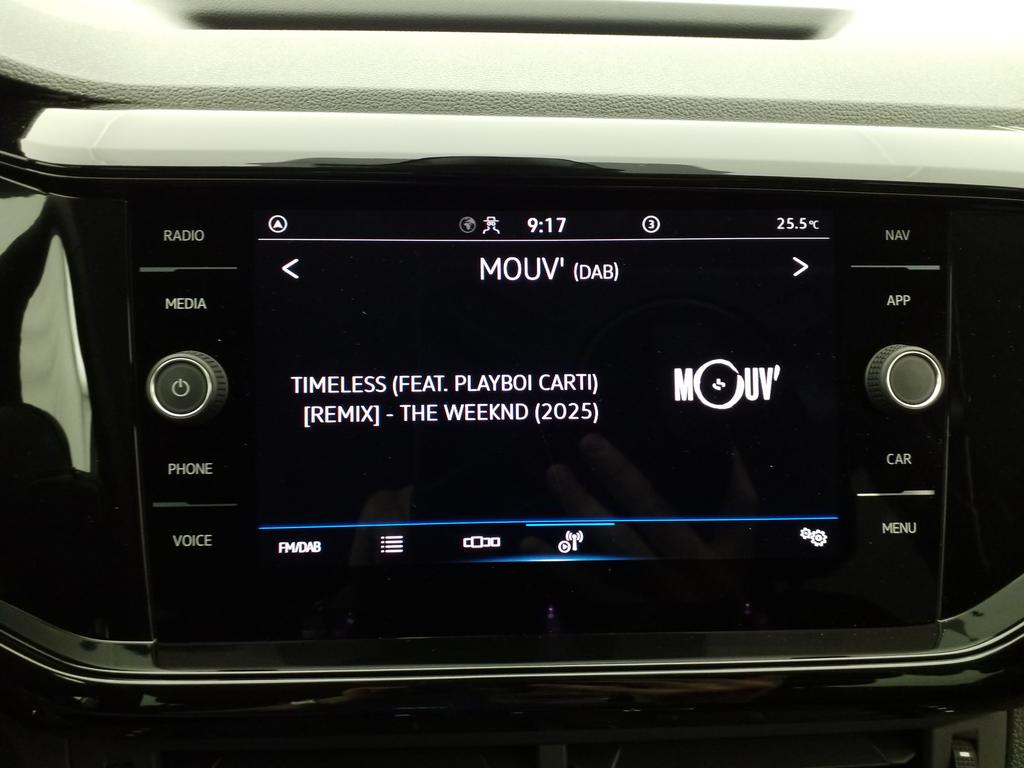 RADIO
MEDIA
PHONE
VOICE
9:17
3
25.5°C
< MOUV' (DAB) >
TIMELESS (FEAT. PLAYBOI CARTI)
[REMIX] - THE WEEKND (2025)
MOUV'
FM/DAB
NAV
APP
CAR
MENU